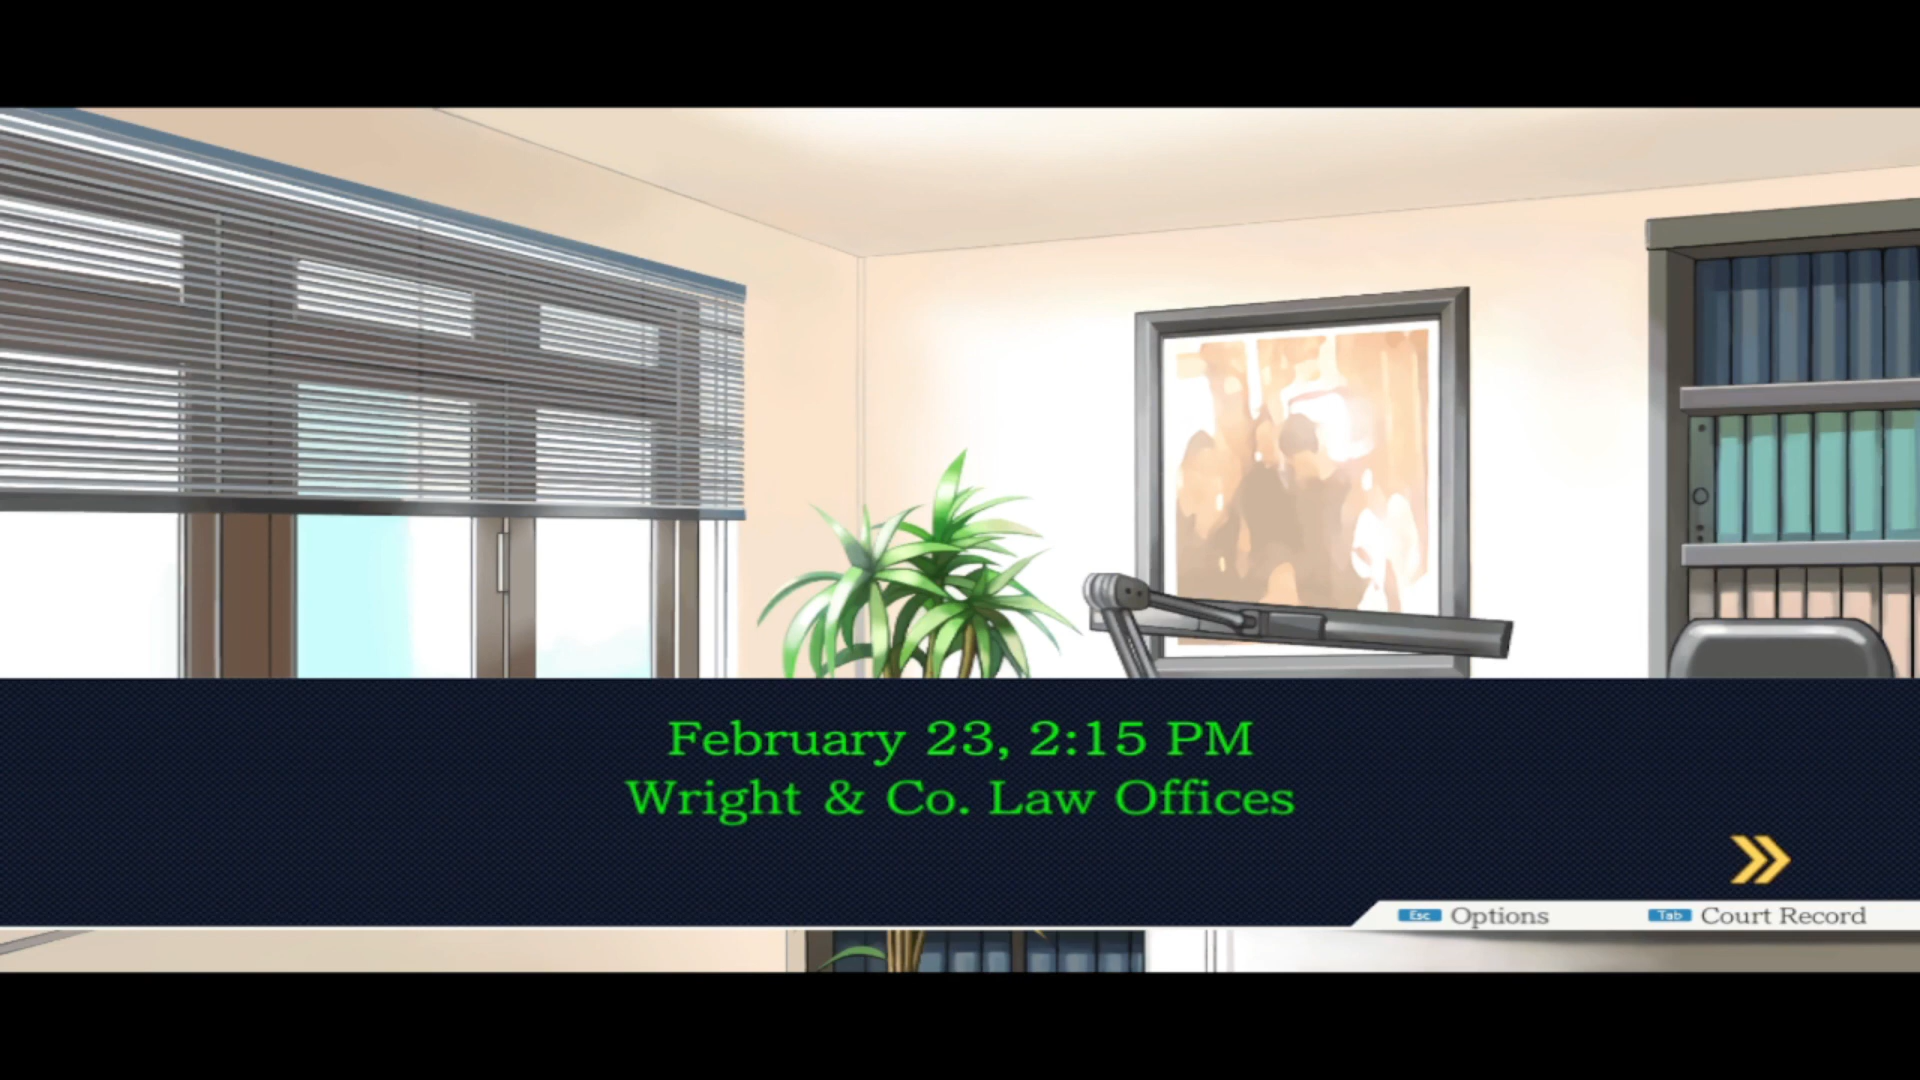 February 23, 2:15 PM
Wright & Co. Law Offices
Esc Options
Tab Court Record